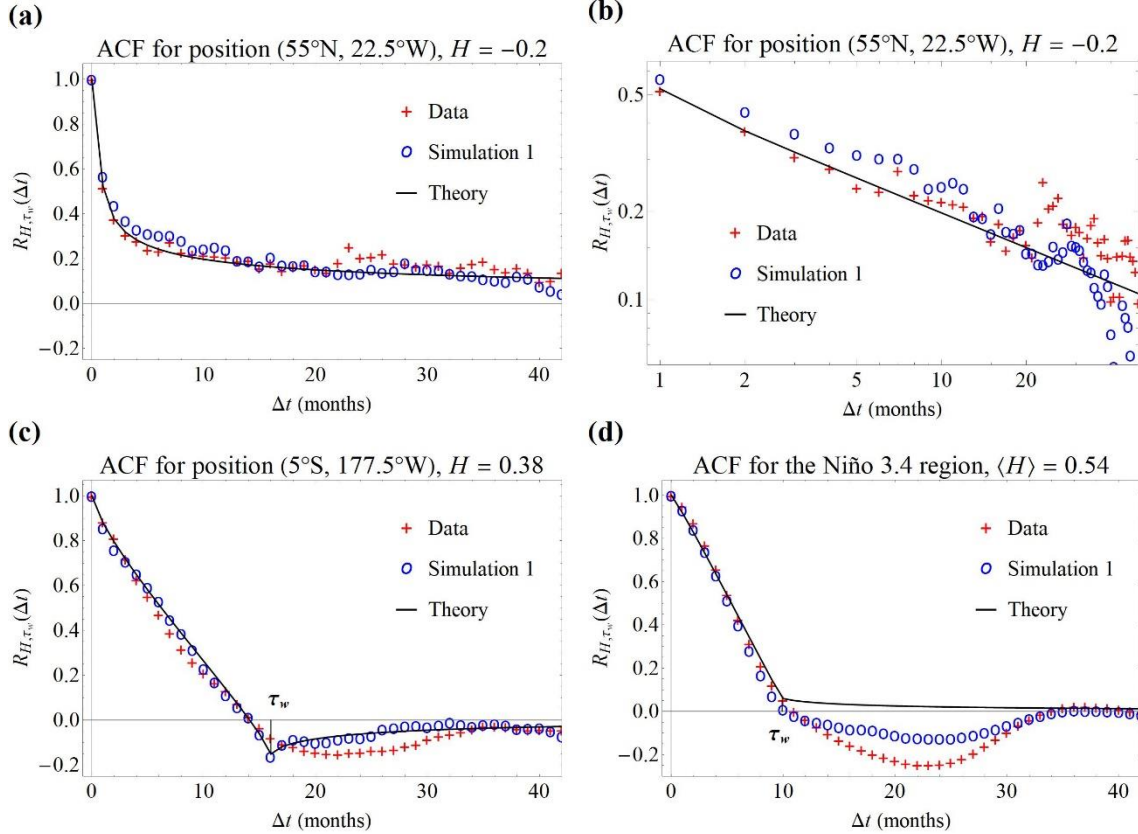 (a)
ACF for position (55°N, 22.5°W), H = −0.2
1.0
0.8
0.6
0.4
0.2
0.0
−0.2
R_{H,τ_w}(Δt)
+ Data
o Simulation 1
— Theory
0 10 20 30 40
Δt (months)
(b)
ACF for position (55°N, 22.5°W), H = −0.2
0.5
0.2
0.1
R_{H,τ_w}(Δt)
+ Data
o Simulation 1
— Theory
1 2 5 10 20
Δt (months)
(c)
ACF for position (5°S, 177.5°W), H = 0.38
1.0
0.8
0.6
0.4
0.2
0.0
−0.2
R_{H,τ_w}(Δt)
+ Data
o Simulation 1
— Theory
τ_w
0 10 20 30 40
Δt (months)
(d)
ACF for the Niño 3.4 region, ⟨H⟩ = 0.54
1.0
0.8
0.6
0.4
0.2
0.0
−0.2
R_{H,τ_w}(Δt)
+ Data
o Simulation 1
— Theory
τ_w
0 10 20 30 40
Δt (months)